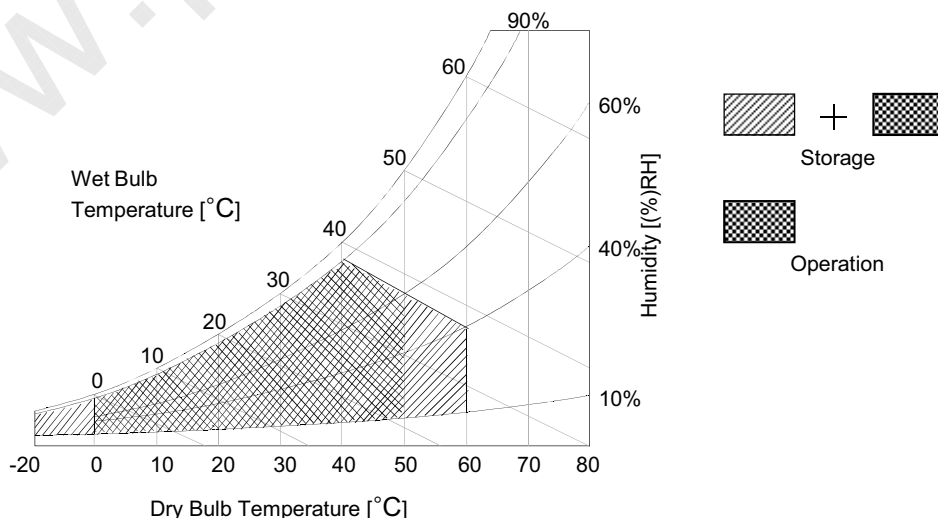 90%
60
60%
50
Wet Bulb
Temperature [°C]
40
40%
30
20
10
0
10%
Humidity [(%)RH]
-20 0 10 20 30 40 50 60 80
Dry Bulb Temperature [°C]
+
Storage
Operation